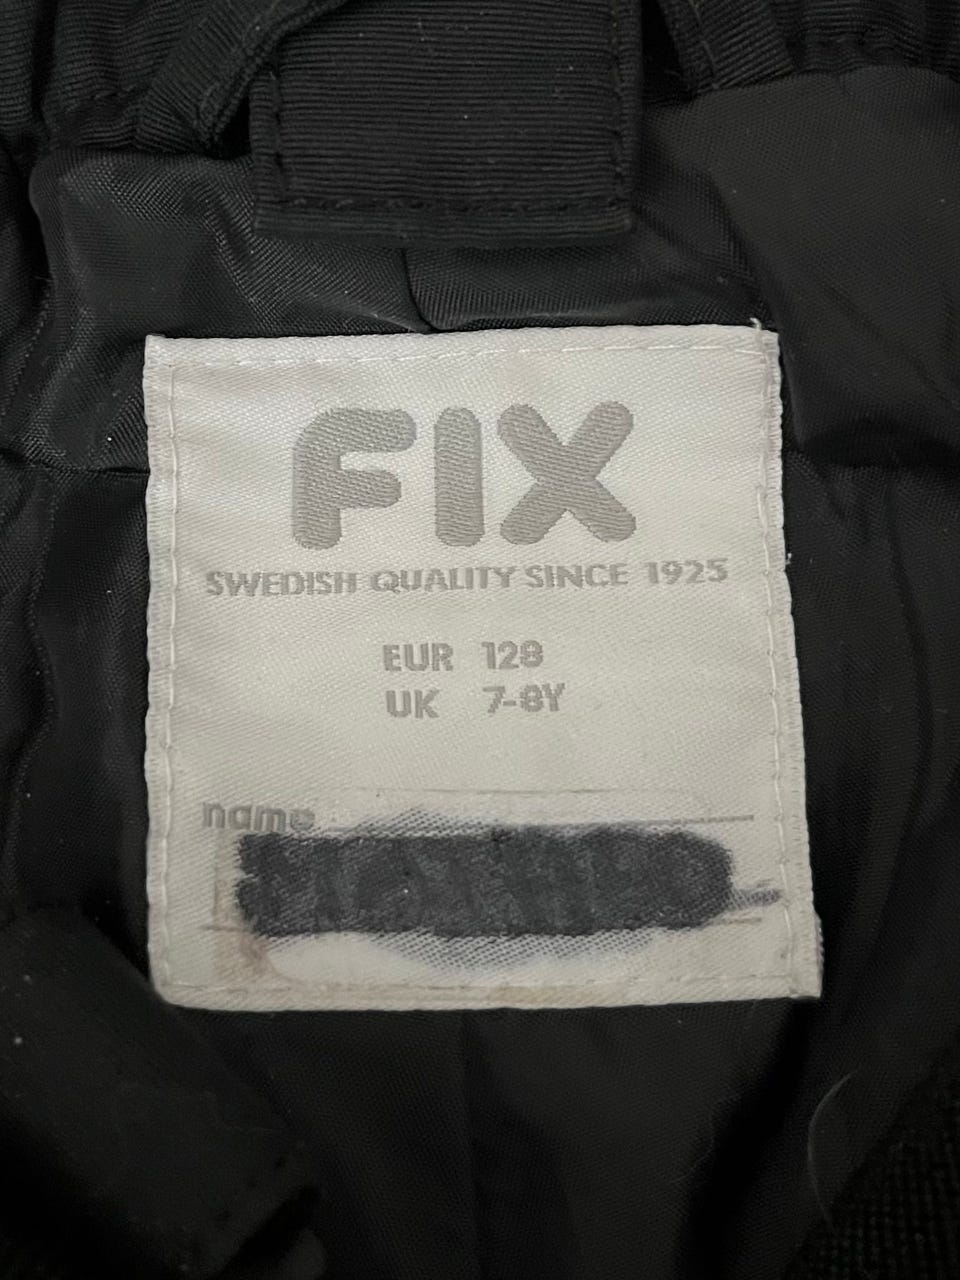 FIX
SWEDISH QUALITY SINCE 1925
EUR 128
UK 7-8Y
name